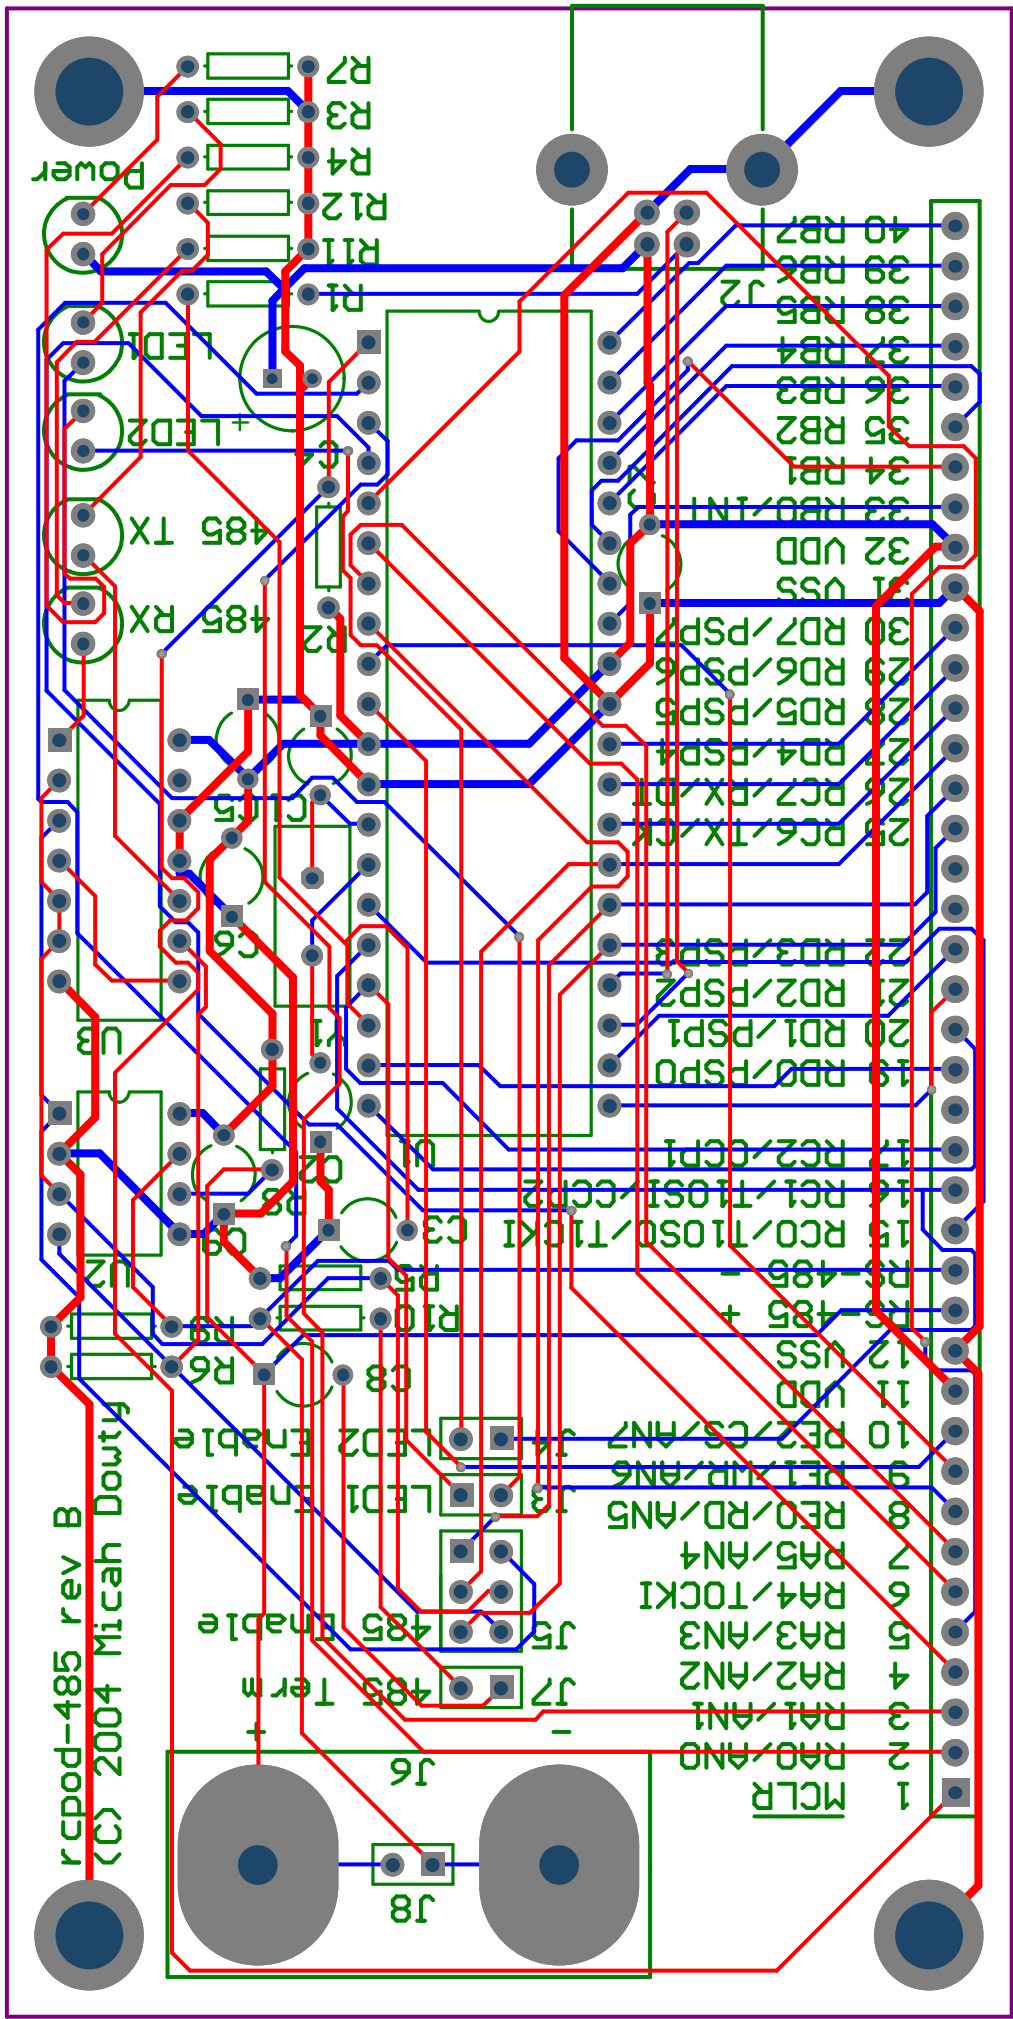 R7
R3
R4
Power
R12
R11
R1
J2
LED1
LED2
C4
C7
485 TX
485 RX
R2
C1
C5
C6
Y1
U3
U1
C2
R8
C3
C9
U2
R5
R10
R9
R6
C8
LED2 Enable
J4
LED1 Enable
J3
485 Enable
J5
485 Term
J7
- +
J6
J8
40 RB7
39 RB6
38 RB5
37 RB4
36 RB3
35 RB2
34 RB1
33 RB0/INT
32 VDD
31 VSS
30 RD7/PSP7
29 RD6/PSP6
28 RD5/PSP5
27 RD4/PSP4
26 RC7/RX/DT
25 RC6/TX/CK
22 RD3/PSP3
21 RD2/PSP2
20 RD1/PSP1
19 RD0/PSP0
17 RC2/CCP1
16 RC1/T1OSI/CCP2
15 RC0/T1OSO/T1CKI
RS-485 -
RS-485 +
12 VSS
11 VDD
10 RE2/CS/AN7
9 RE1/WR/AN6
8 RE0/RD/AN5
7 RA5/AN4
6 RA4/T0CKI
5 RA3/AN3
4 RA2/AN2
3 RA1/AN1
2 RA0/AN0
1 MCLR
rcpod-485 rev B
(C) 2004 Micah Dowty